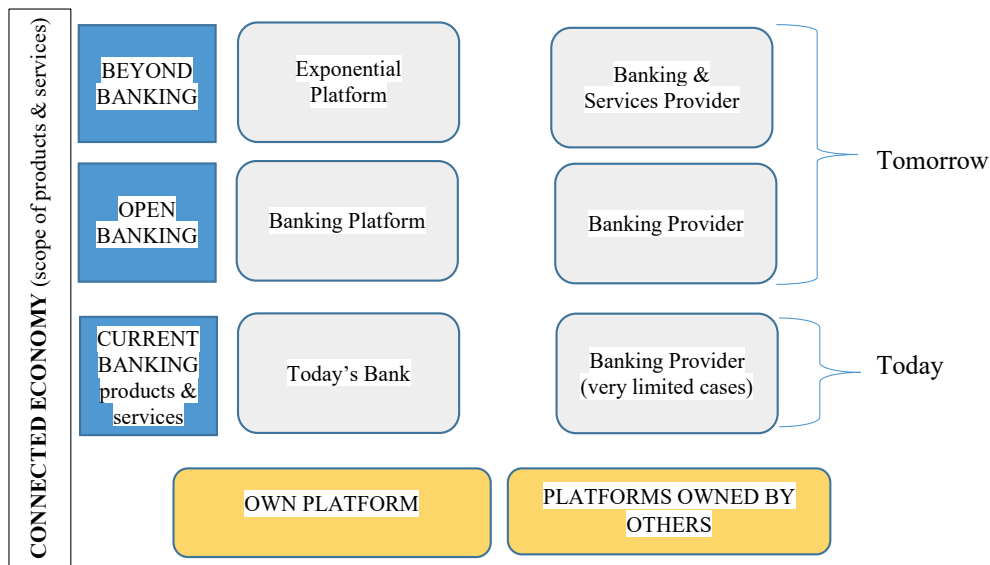 CONNECTED ECONOMY (scope of products & services)
BEYOND
BANKING
Exponential
Platform
Banking &
Services Provider
Tomorrow
OPEN
BANKING
Banking Platform
Banking Provider
CURRENT
BANKING
products &
services
Today’s Bank
Banking Provider
(very limited cases)
Today
OWN PLATFORM
PLATFORMS OWNED BY
OTHERS